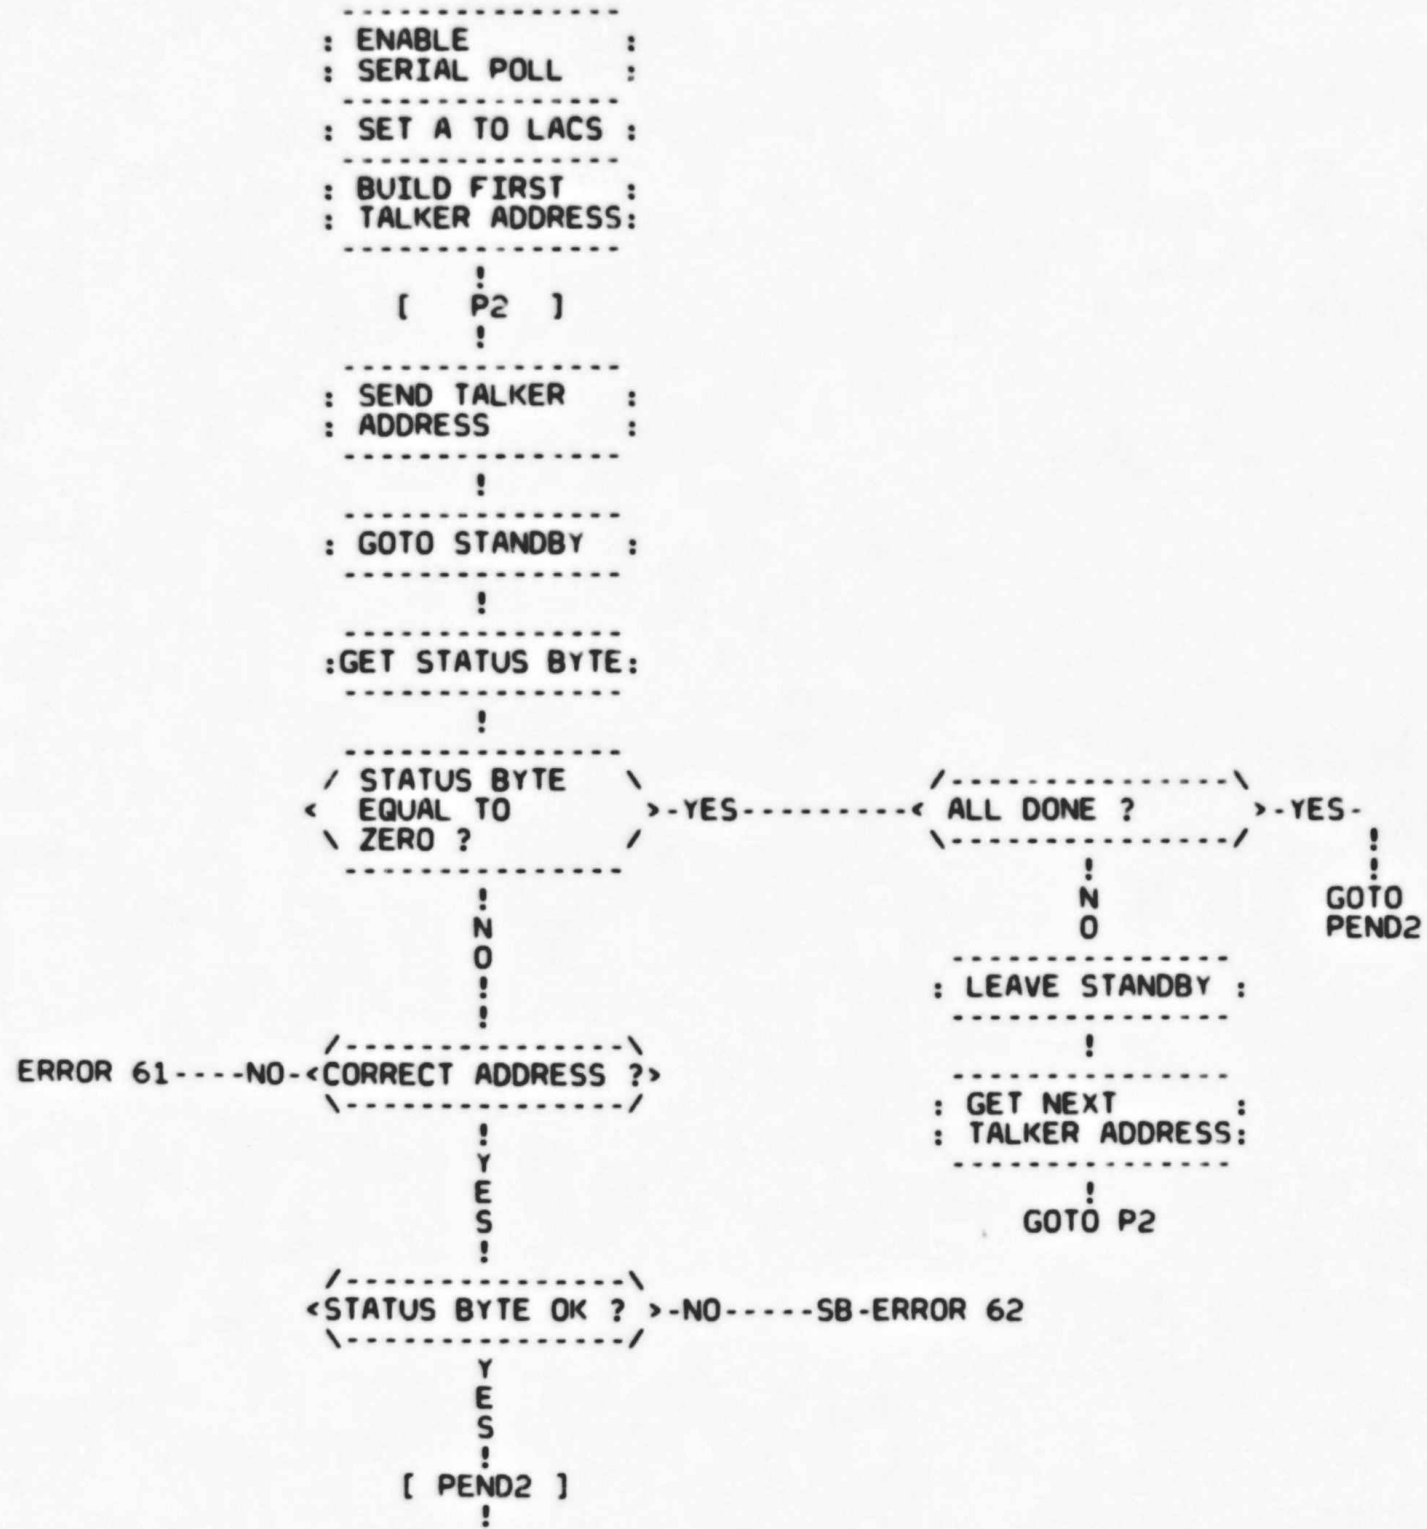 ---------------
: ENABLE :
: SERIAL POLL :
---------------
: SET A TO LACS :
---------------
: BUILD FIRST :
: TALKER ADDRESS:
---------------
!
[ P2 ]
!
---------------
: SEND TALKER :
: ADDRESS :
---------------
!
---------------
: GOTO STANDBY :
---------------
!
---------------
:GET STATUS BYTE:
---------------
!
---------------
/ STATUS BYTE \ /---------------\
< EQUAL TO >-YES---------< ALL DONE ? >-YES-
\ ZERO ? / \---------------/ !
--------------- ! !
! N GOTO
N O PEND2
O ---------------
! : LEAVE STANDBY :
! ---------------
/---------------\ !
ERROR 61----NO-<CORRECT ADDRESS ?> ---------------
\---------------/ : GET NEXT :
! : TALKER ADDRESS:
Y ---------------
E !
S GOTO P2
!
/---------------\
<STATUS BYTE OK ? >-NO-----SB-ERROR 62
\---------------/
Y
E
S
!
[ PEND2 ]
!